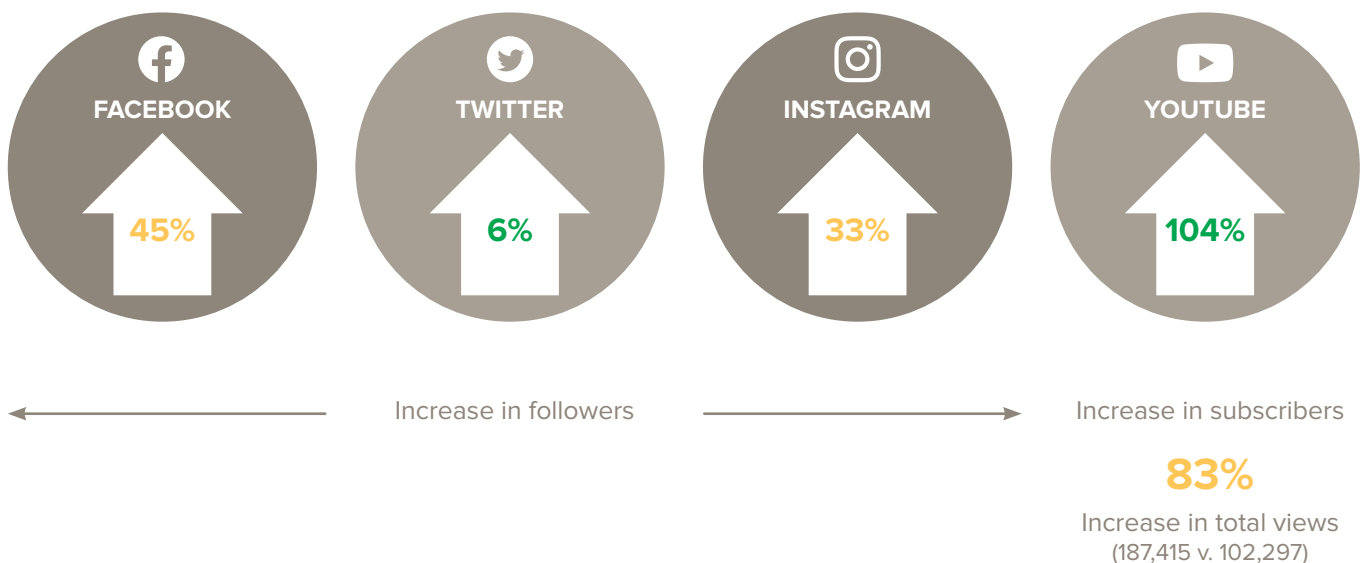 FACEBOOK
45%
TWITTER
6%
INSTAGRAM
33%
YOUTUBE
104%
Increase in followers
Increase in subscribers
83%
Increase in total views
(187,415 v. 102,297)